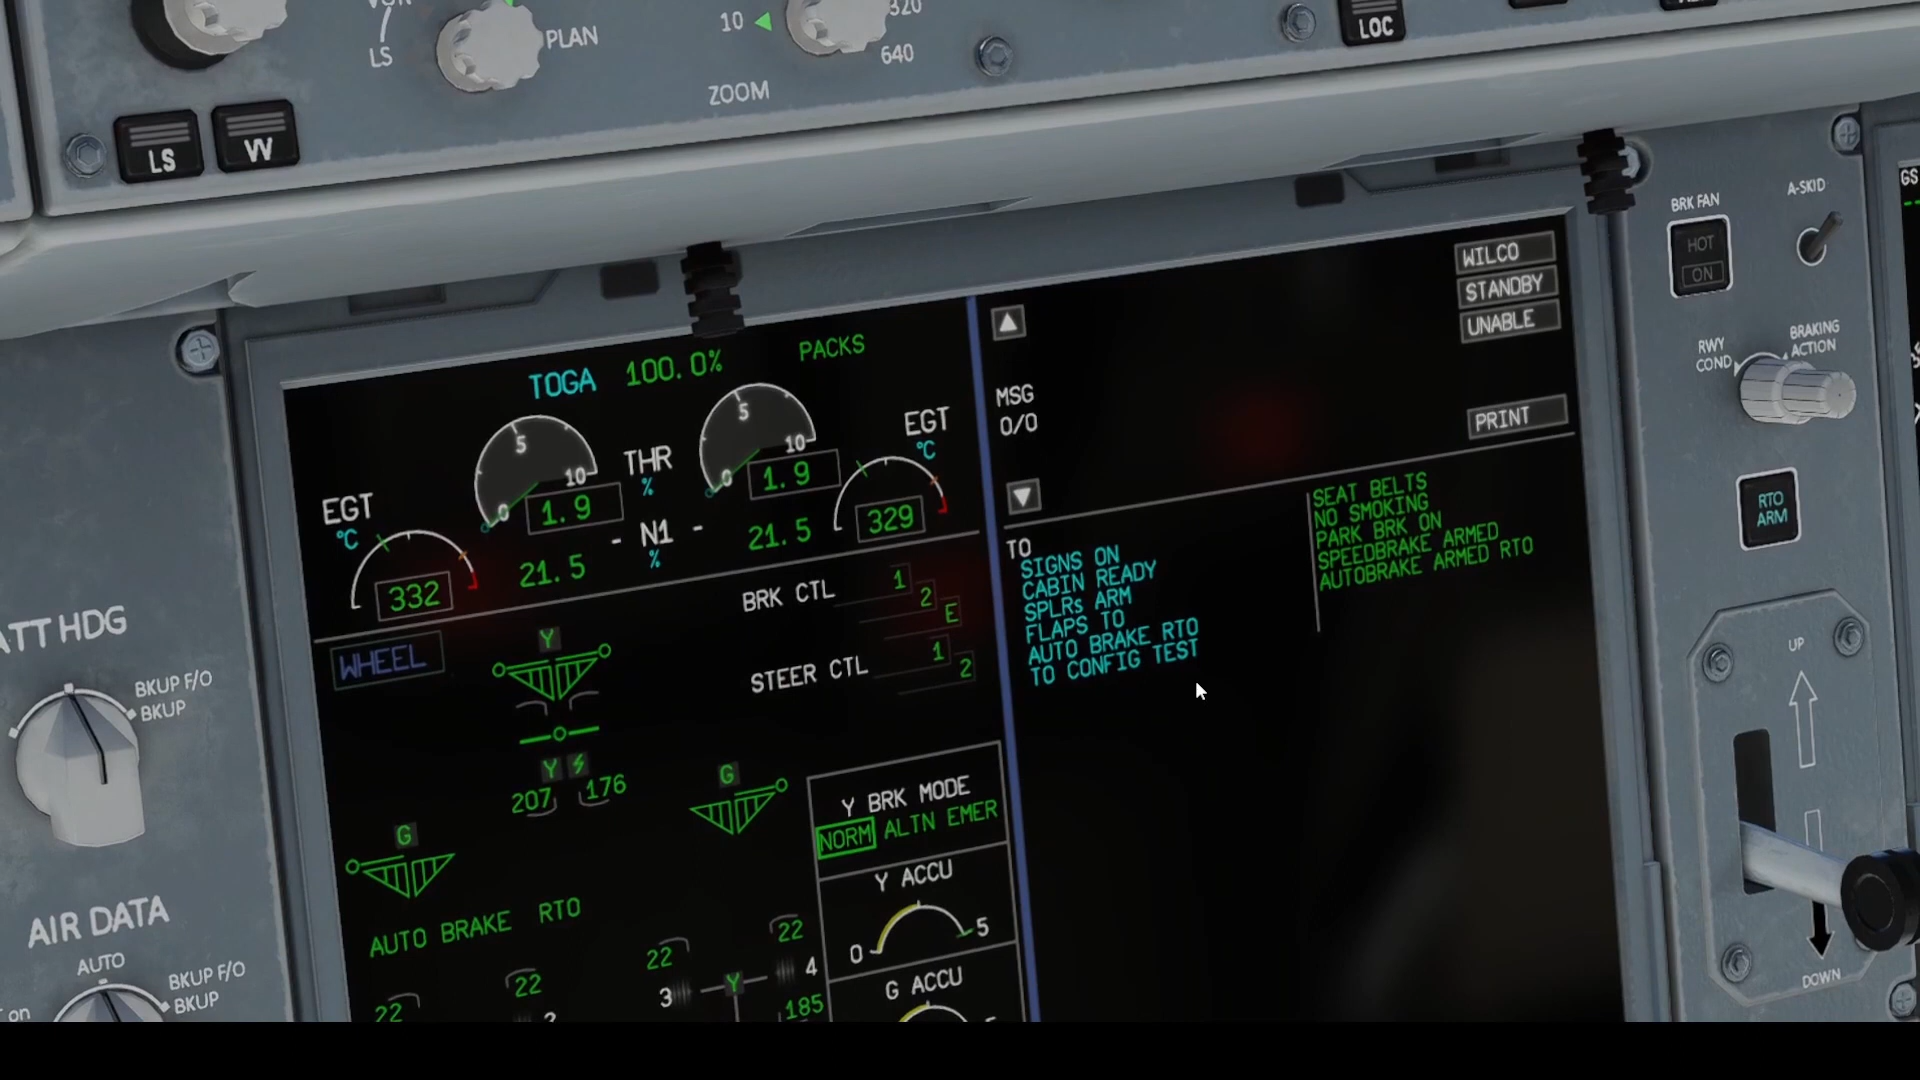 LS
PLAN
10
320
640
ZOOM
LOC
LS
VV
BRK FAN
HOT
ON
A-SKID
GS
RWY
COND
BRAKING
ACTION
RTO
ARM
UP
DOWN
TOGA 100.0% PACKS
5
10
0
1.9
THR
%
5
10
0
1.9
EGT
°C
332
EGT
°C
329
21.5 - N1 - 21.5
%
WHEEL
BRK CTL 1 2 E
STEER CTL 1 2
Y
Y
207 176
G
G
Y BRK MODE
NORM ALTN EMER
Y ACCU
0 5
G ACCU
AUTO BRAKE RTO
22 22 22 22
3 Y 4
185
WILCO
STANDBY
UNABLE
MSG
0/0
PRINT
TO
SIGNS ON
CABIN READY
SPLRs ARM
FLAPS TO
AUTO BRAKE RTO
TO CONFIG TEST
SEAT BELTS
NO SMOKING
PARK BRK ON
SPEEDBRAKE ARMED
AUTOBRAKE ARMED RTO
ATT HDG
BKUP F/O
BKUP
AIR DATA
AUTO
BKUP F/O
BKUP